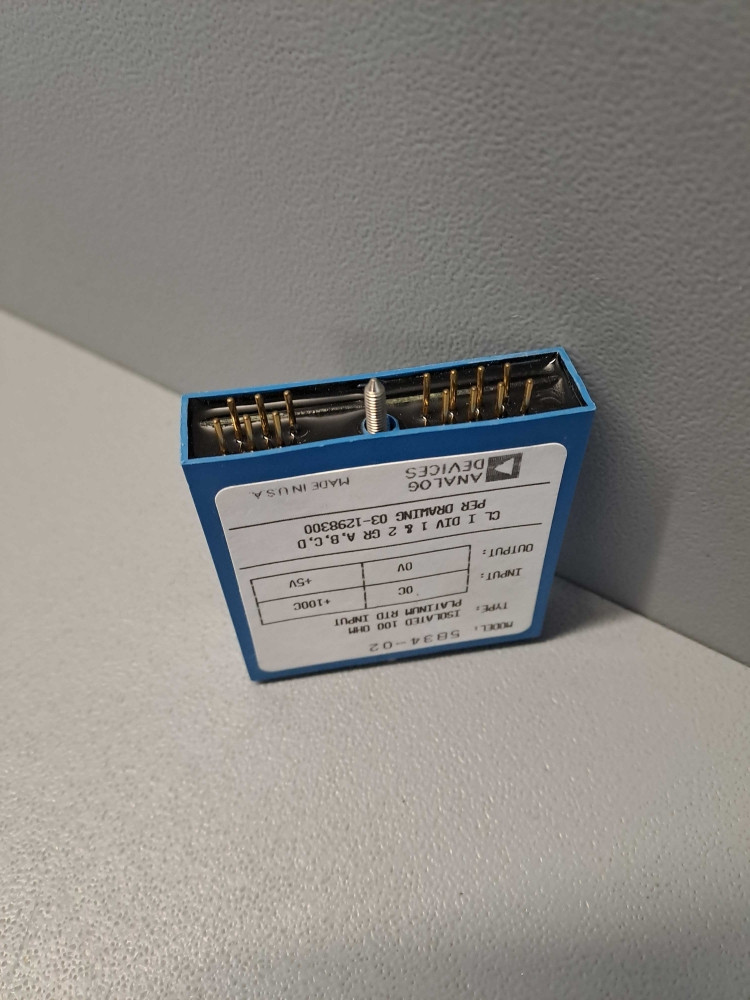 MODEL: 5B34-02
TYPE: ISOLATED 100 OHM
PLATINUM RTD INPUT
INPUT: 0C +100C
OUTPUT: 0V +5V
CL I DIV 1 & 2 GR A,B,C,D
PER DRAWING 03-1298300
ANALOG
DEVICES
MADE IN U.S.A.